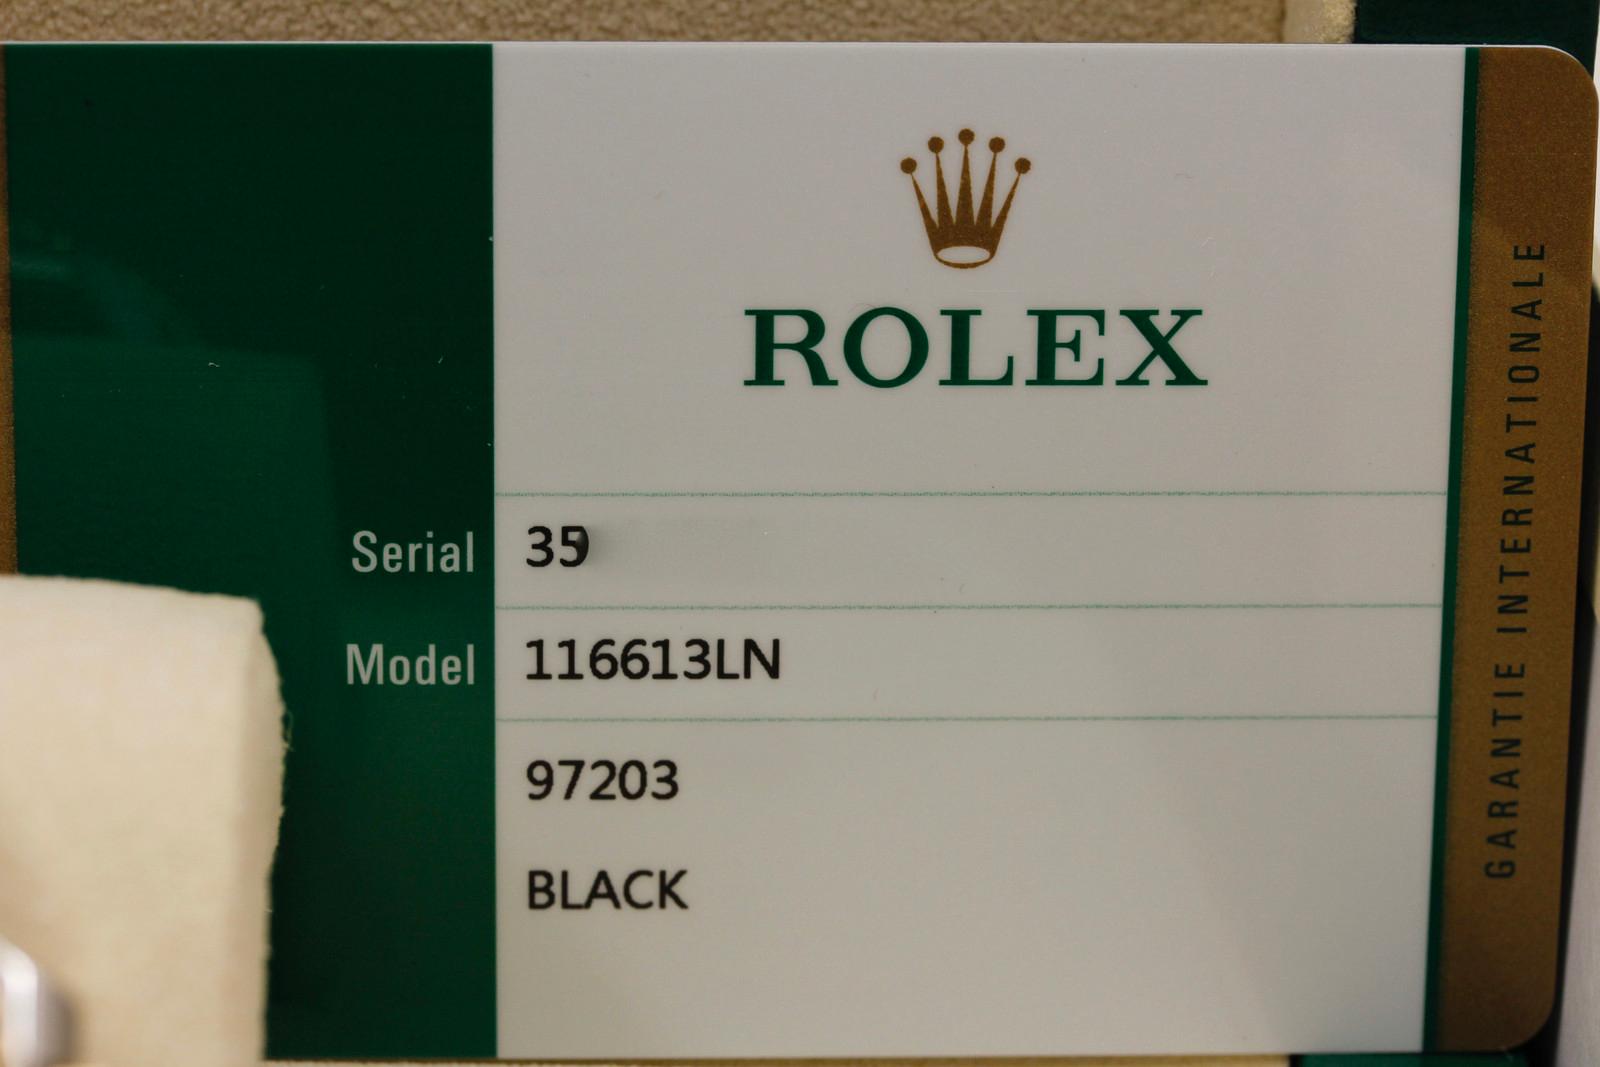 ROLEX
Serial 35
Model 116613LN
97203
BLACK
GARANTIE INTERNATIONALE